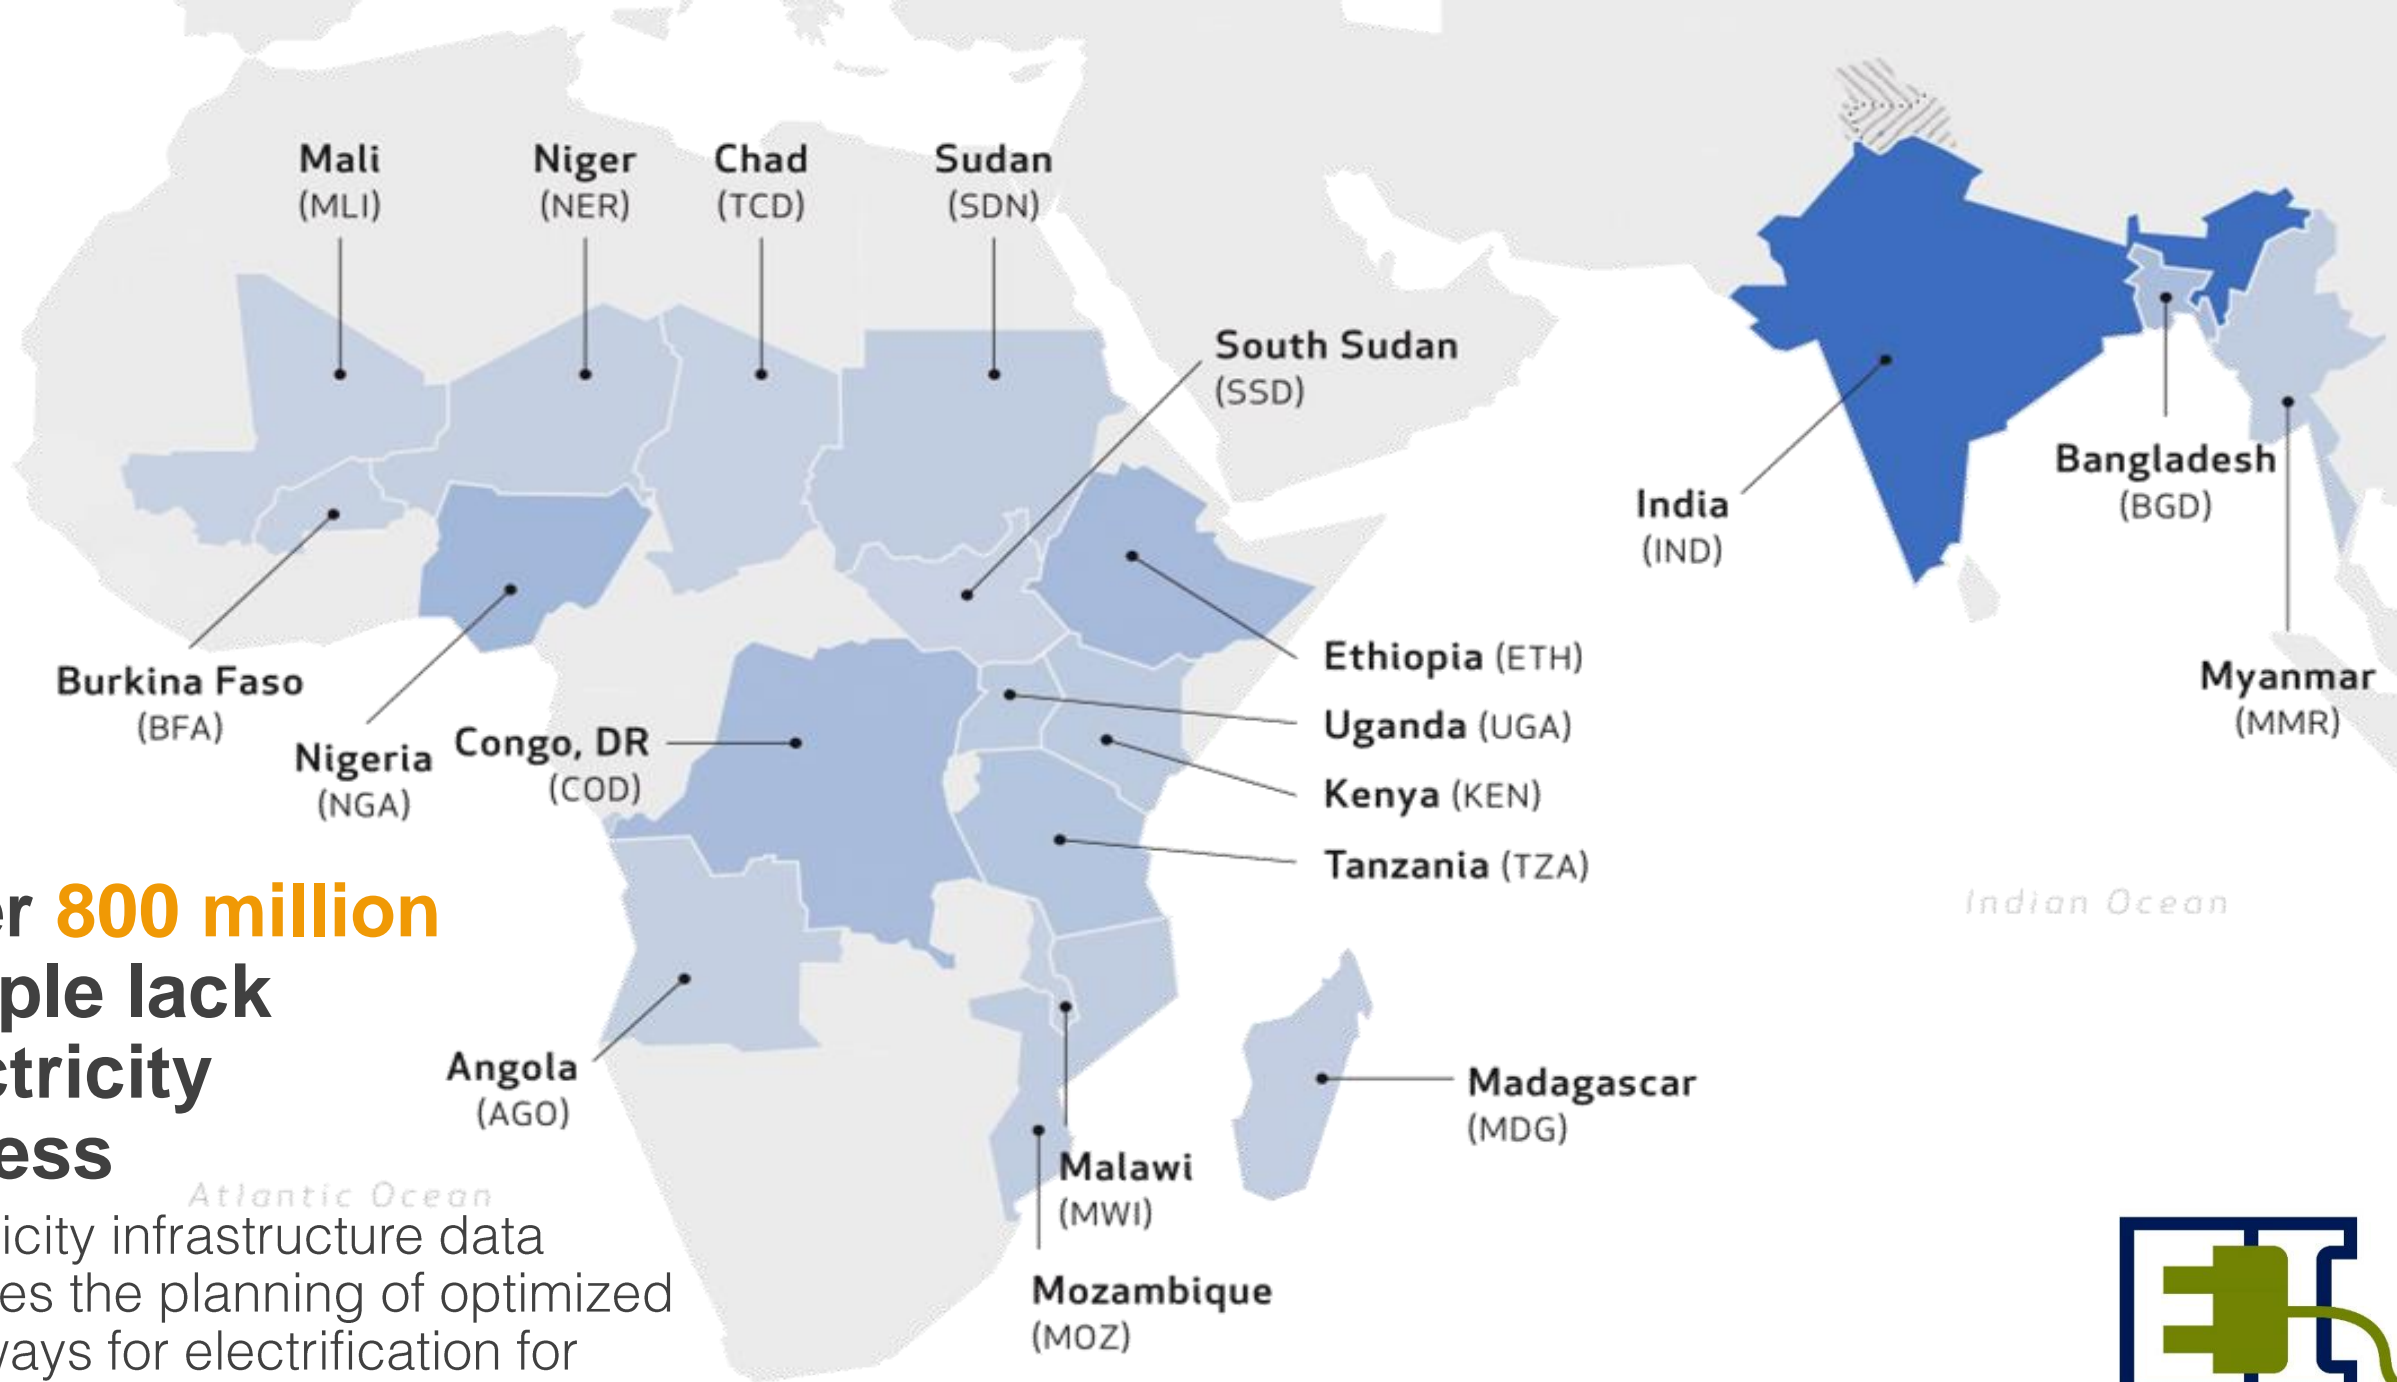 Mali
(MLI)
Niger
(NER)
Chad
(TCD)
Sudan
(SDN)
South Sudan
(SSD)
India
(IND)
Bangladesh
(BGD)
Myanmar
(MMR)
Burkina Faso
(BFA)
Nigeria
(NGA)
Congo, DR
(COD)
Ethiopia (ETH)
Uganda (UGA)
Kenya (KEN)
Tanzania (TZA)
Indian Ocean
Angola
(AGO)
Madagascar
(MDG)
Malawi
(MWI)
Mozambique
(MOZ)
er 800 million
ple lack
ctricity
ess
Atlantic Ocean
icity infrastructure data
es the planning of optimized
ways for electrification for